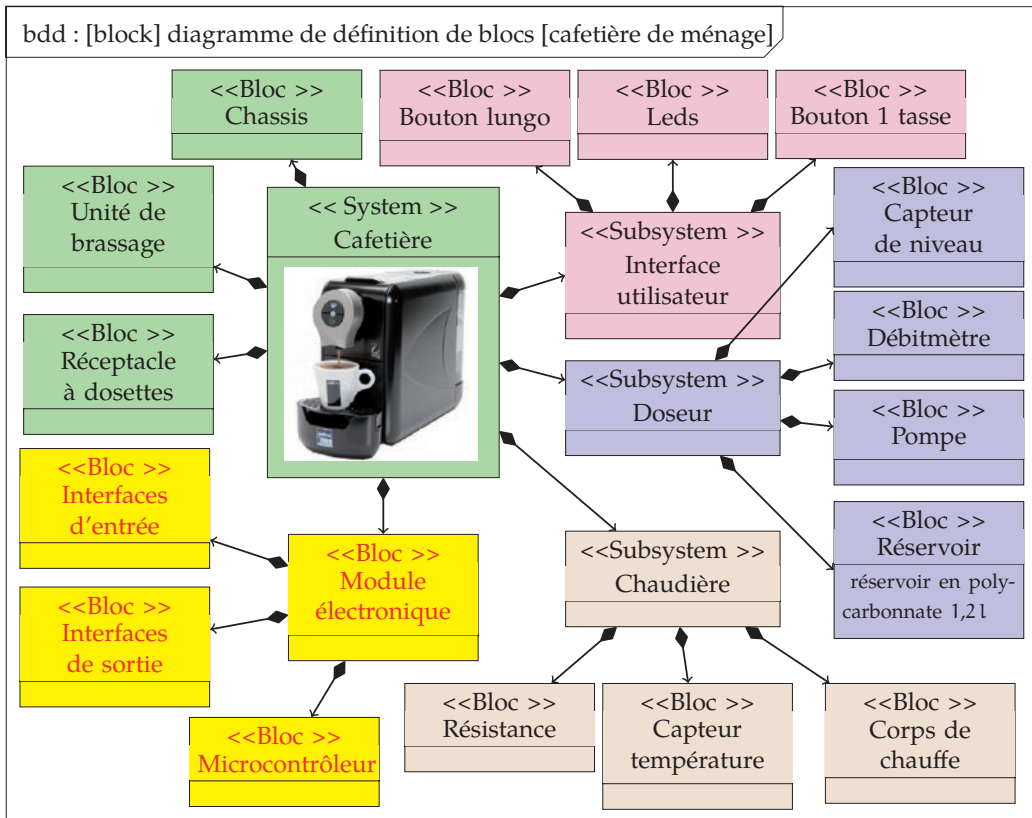 bdd : [block] diagramme de définition de blocs [cafetière de ménage]
<<Bloc >>
Chassis
<<Bloc >>
Bouton lungo
<<Bloc >>
Leds
<<Bloc >>
Bouton 1 tasse
<<Bloc >>
Unité de
brassage
<< System >>
Cafetière
<<Subsystem >>
Interface
utilisateur
<<Bloc >>
Capteur
de niveau
<<Bloc >>
Réceptacle
à dosettes
<<Subsystem >>
Doseur
<<Bloc >>
Débitmètre
<<Bloc >>
Pompe
<<Bloc >>
Interfaces
d'entrée
<<Bloc >>
Module
électronique
<<Subsystem >>
Chaudière
<<Bloc >>
Réservoir
réservoir en poly-
carbonnate 1,2 l
<<Bloc >>
Interfaces
de sortie
<<Bloc >>
Microcontrôleur
<<Bloc >>
Résistance
<<Bloc >>
Capteur
température
<<Bloc >>
Corps de
chauffe